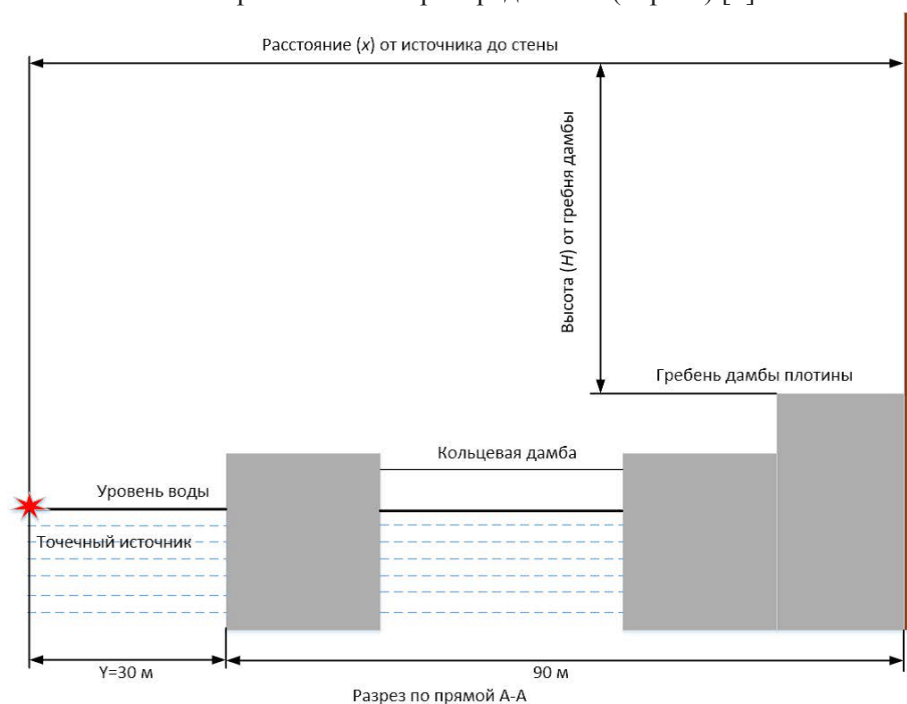 Расстояние (x) от источника до стены
Высота (H) от гребня дамбы
Гребень дамбы плотины
Кольцевая дамба
Уровень воды
Точечный источник
Y=30 м
90 м
Разрез по прямой А-А